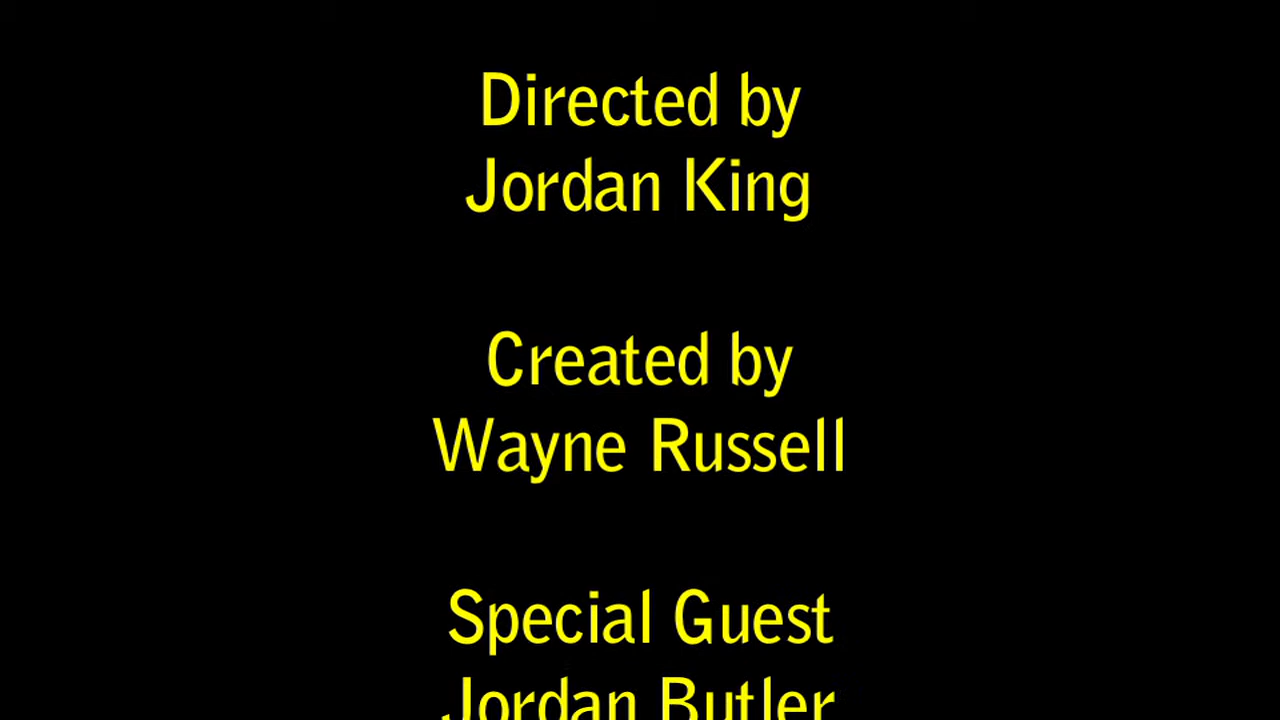 Directed by
Jordan King
Created by
Wayne Russell
Special Guest
Jordan Butler